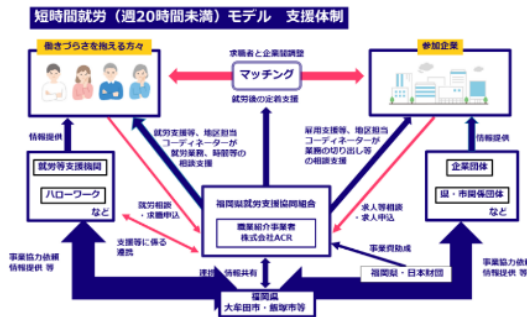 短時間就労（週20時間未満）モデル　支援体制
働きづらさを抱える方々
求職者と企業間調整
マッチング
就労後の定着支援
参加企業
情報提供
就労支援等、地区担当
コーディネーターが
就労業務、時間等の
相談支援
雇用支援等、地区担当
コーディネーターが
業務の切り出し等
の相談支援
情報提供
就労等支援機関
ハローワーク
など
企業団体
県・市関係団体
など
就労相談
・求職申込
福岡県就労支援協同組合
職業紹介事業者
株式会社ACR
求人等相談
・求人申込
支援等に係る
連携
事業協力依頼
情報提供 等
事業費助成
福岡県・日本財団
事業協力依頼
情報提供 等
連携・情報共有
福岡県
大牟田市・飯塚市等